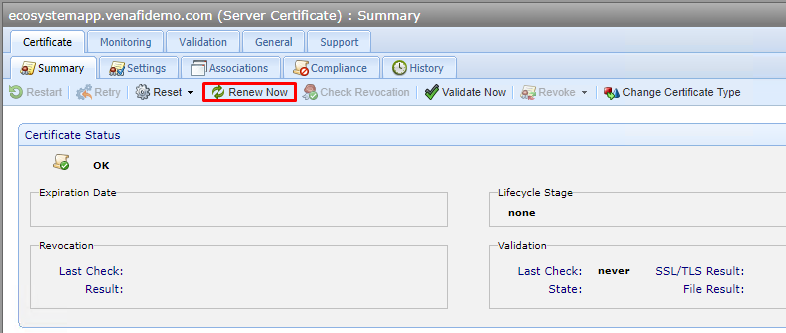 ecosystemapp.venafidemo.com (Server Certificate) : Summary
Certificate Monitoring Validation General Support
Summary Settings Associations Compliance History
Restart Retry Reset Renew Now Check Revocation Validate Now Revoke Change Certificate Type
Certificate Status
OK
Expiration Date
Lifecycle Stage
none
Revocation
Last Check:
Result:
Validation
Last Check: never SSL/TLS Result:
State: File Result: